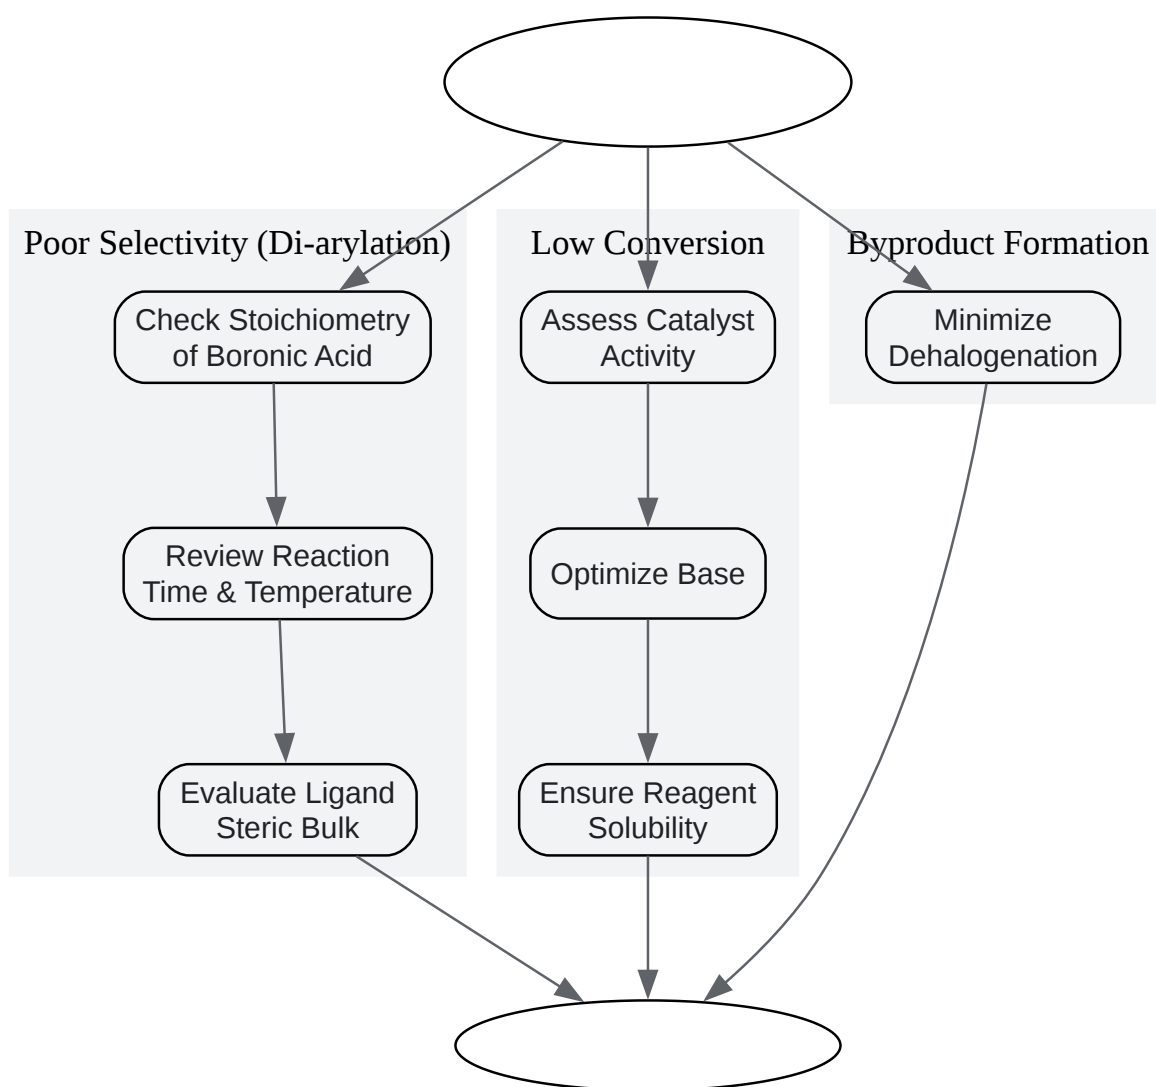 Poor Selectivity (Di-arylation)
Low Conversion
Byproduct Formation
Check Stoichiometry
of Boronic Acid
Assess Catalyst
Activity
Minimize
Dehalogenation
Review Reaction
Time & Temperature
Optimize Base
Evaluate Ligand
Steric Bulk
Ensure Reagent
Solubility